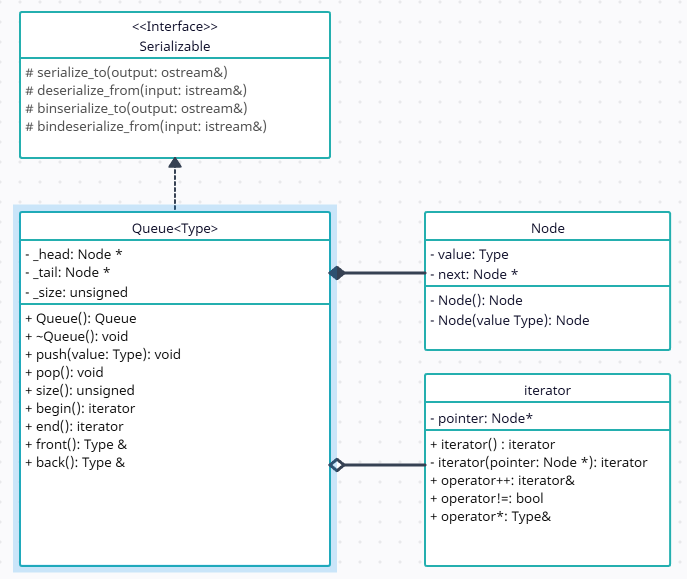 <<Interface>>
Serializable
# serialize_to(output: ostream&)
# deserialize_from(input: istream&)
# binserialize_to(output: ostream&)
# bindeserialize_from(input: istream&)
Queue<Type>
- _head: Node *
- _tail: Node *
- _size: unsigned
+ Queue(): Queue
+ ~Queue(): void
+ push(value: Type): void
+ pop(): void
+ size(): unsigned
+ begin(): iterator
+ end(): iterator
+ front(): Type &
+ back(): Type &
Node
- value: Type
- next: Node *
- Node(): Node
- Node(value Type): Node
iterator
- pointer: Node*
+ iterator() : iterator
- iterator(pointer: Node *): iterator
+ operator++: iterator&
+ operator!=: bool
+ operator*: Type&